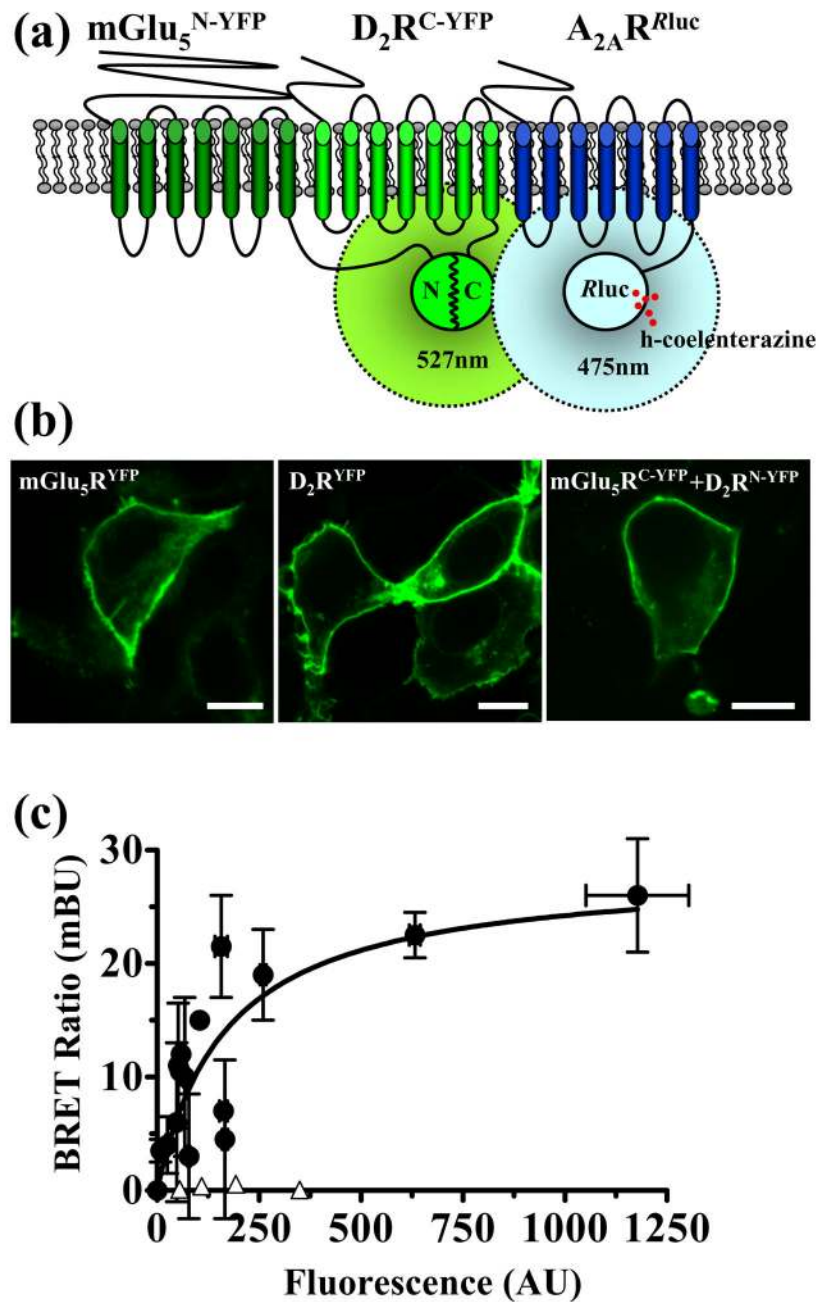 (a)
mGlu₅ᴺ⁻ʸᶠᴾ D₂Rᶜ⁻ʸᶠᴾ A₂ₐRᴿˡᵘᶜ
N C
Rluc
h-coelenterazine
527nm 475nm
(b)
mGlu₅Rʸᶠᴾ D₂Rʸᶠᴾ mGlu₅Rᶜ⁻ʸᶠᴾ+D₂Rᴺ⁻ʸᶠᴾ
(c)
BRET Ratio (mBU)
30
20
10
0
0 250 500 750 1000 1250
Fluorescence (AU)